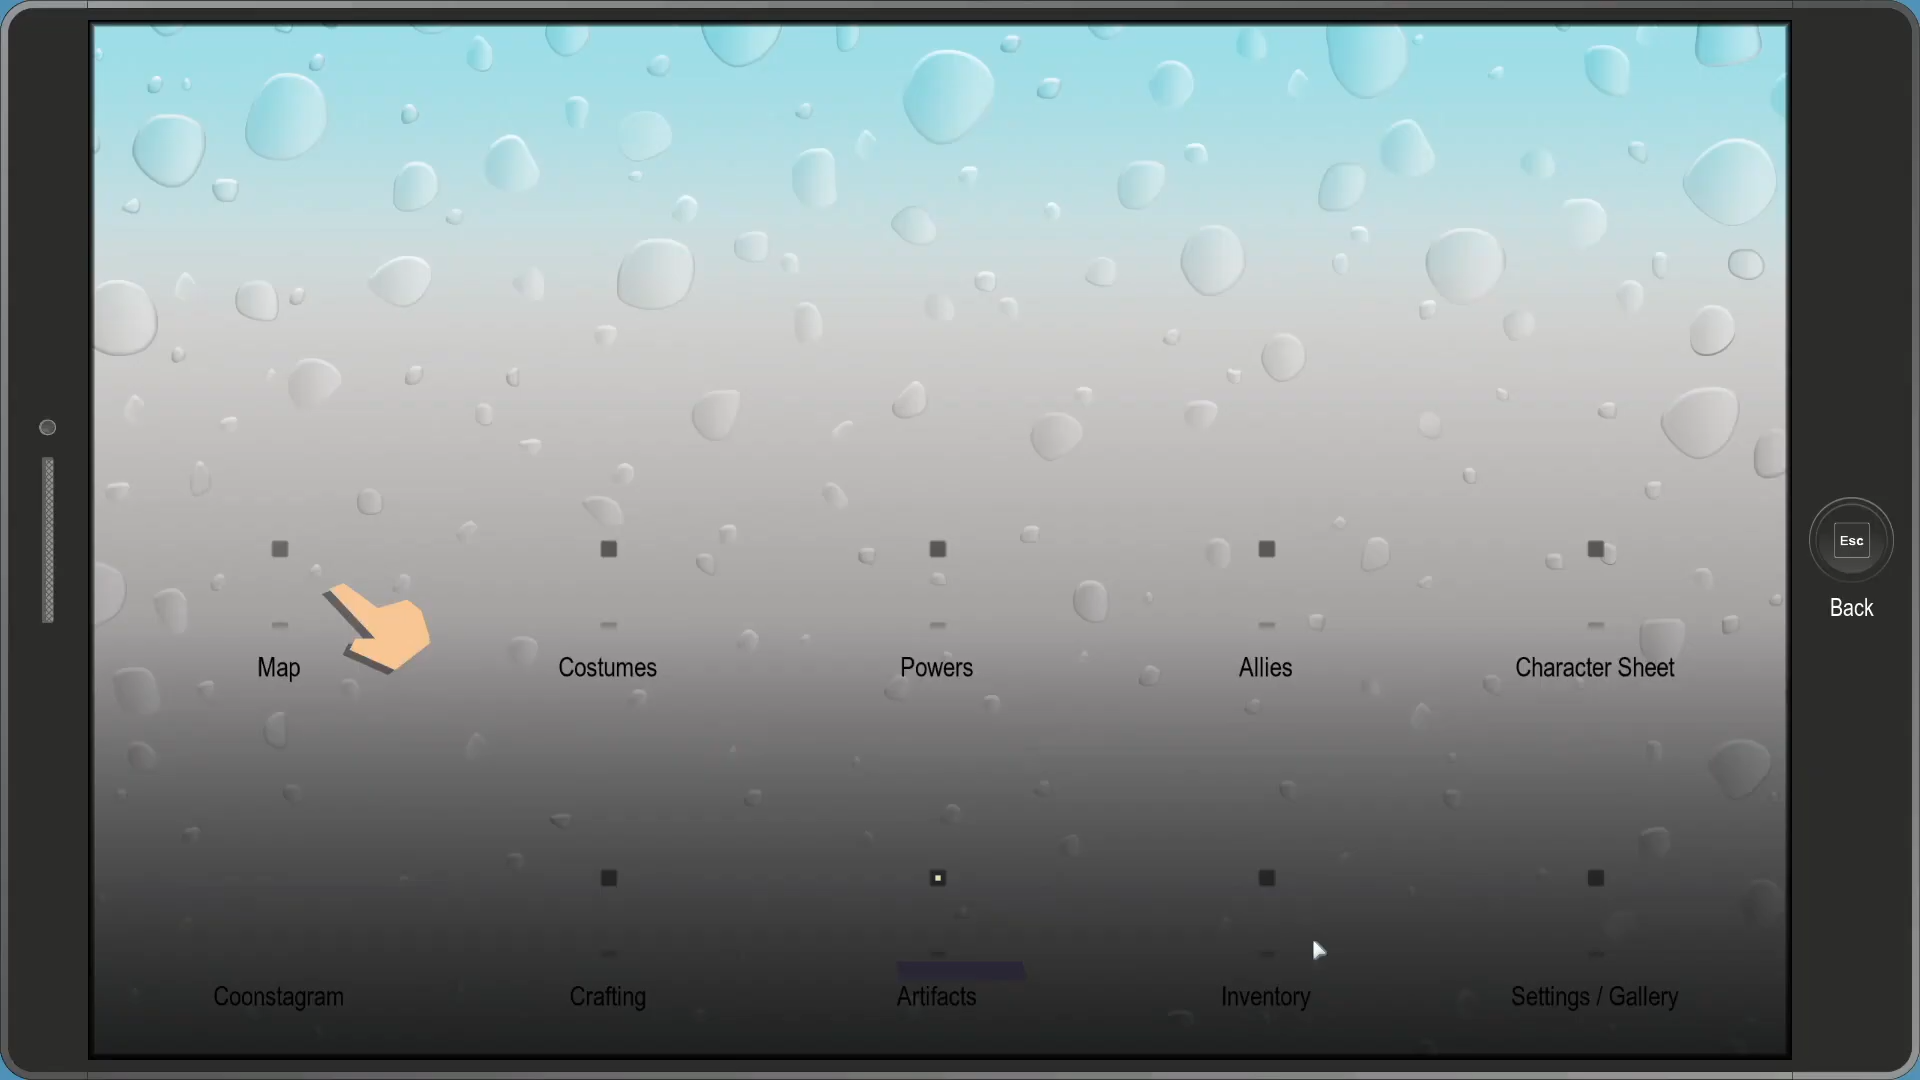 Esc
Back
Map
Costumes
Powers
Allies
Character Sheet
Coonstagram
Crafting
Artifacts
Inventory
Settings / Gallery